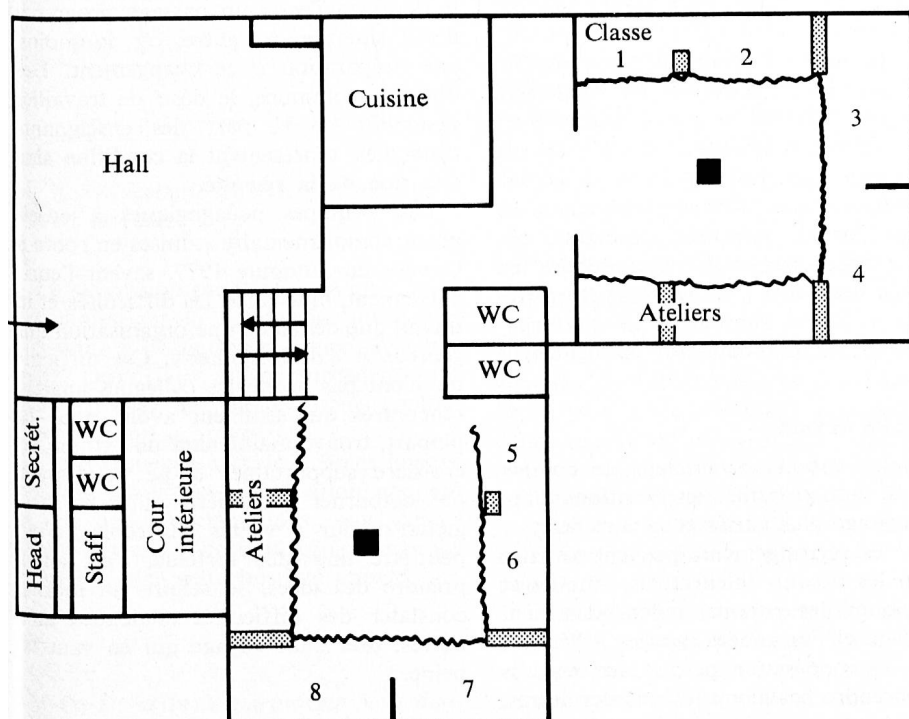 Classe
1
2
Cuisine
3
Hall
4
Ateliers
WC
WC
Secrét.
WC
WC
Head
Staff
Cour
intérieure
Ateliers
5
6
8
7